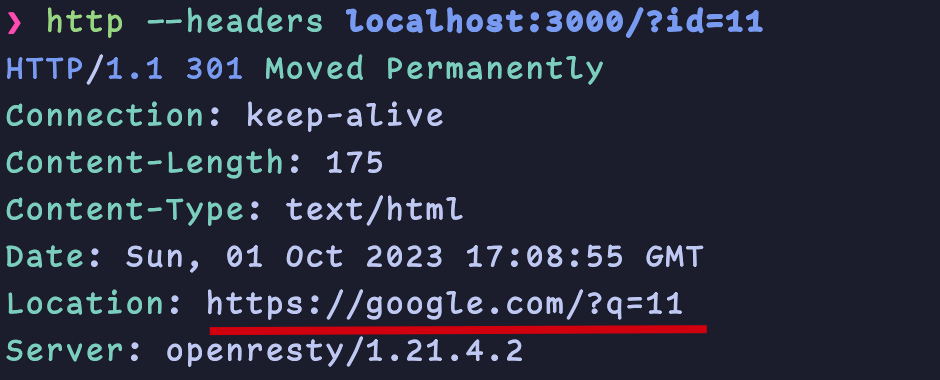 ❯ http --headers localhost:3000/?id=11
HTTP/1.1 301 Moved Permanently
Connection: keep-alive
Content-Length: 175
Content-Type: text/html
Date: Sun, 01 Oct 2023 17:08:55 GMT
Location: https://google.com/?q=11
Server: openresty/1.21.4.2